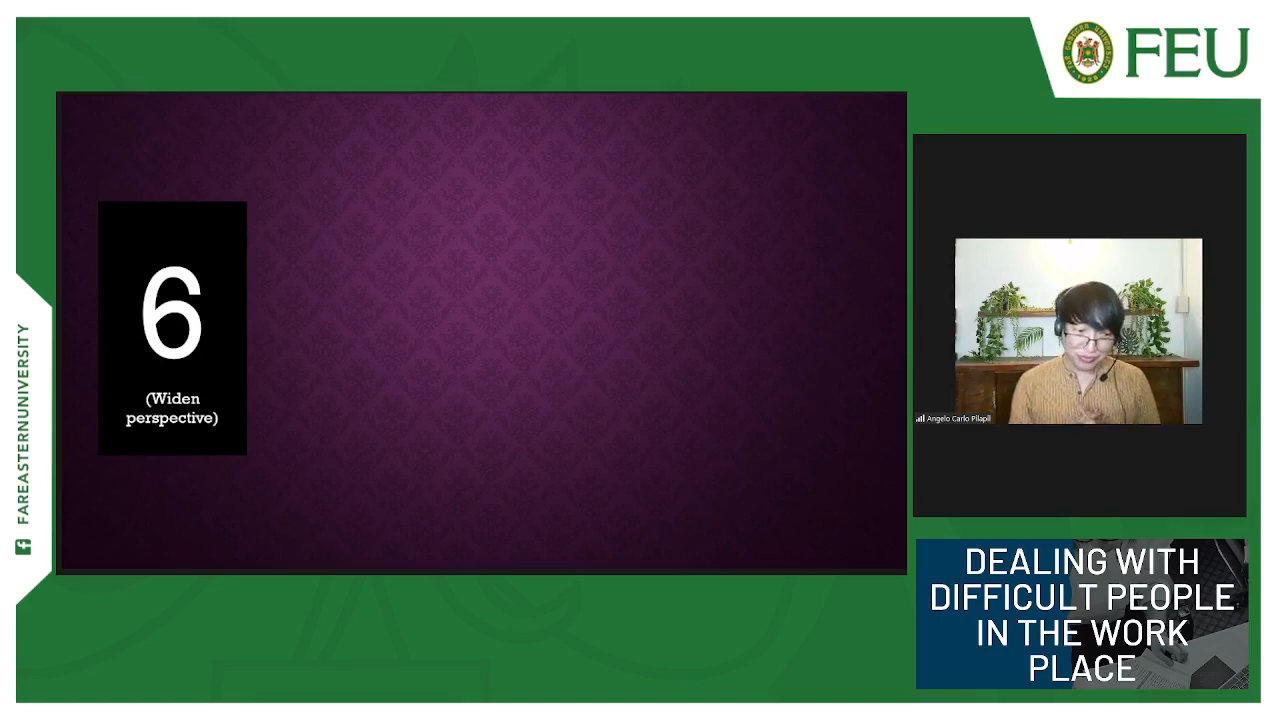 FEU
6
(Widen
perspective)
Angelo Carlo Pilapil
FAREASTERNUNIVERSITY
DEALING WITH
DIFFICULT PEOPLE
IN THE WORK
PLACE